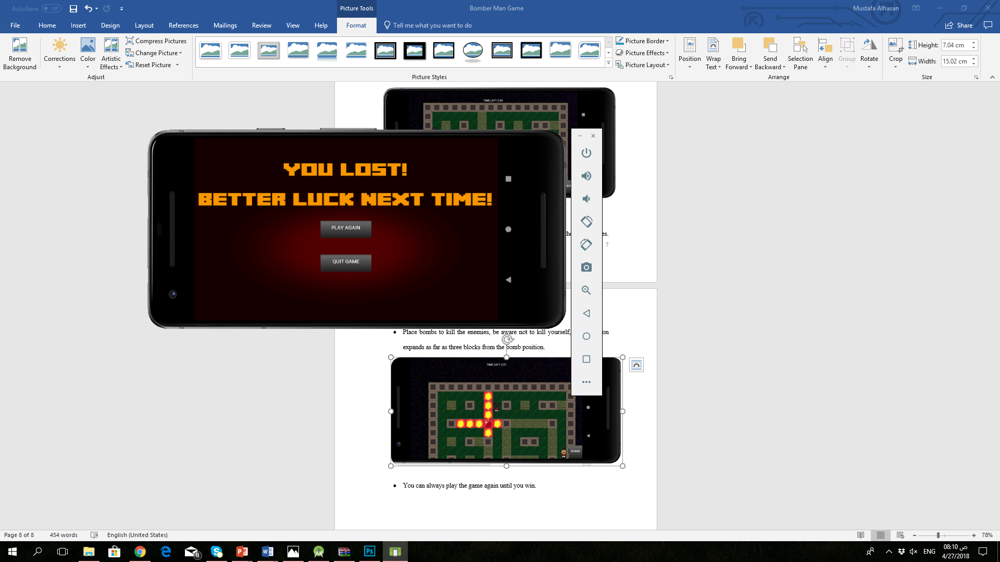 AutoSave Off
Picture Tools
Bomber Man Game
Mustafa Alhasan
File Home Insert Design Layout References Mailings Review View Help Format Tell me what you want to do Share
Remove Background
Corrections
Color
Artistic Effects
Compress Pictures
Change Picture
Reset Picture
Adjust
Picture Styles
Picture Border
Picture Effects
Picture Layout
Position
Wrap Text
Bring Forward
Send Backward
Selection Pane
Align
Group
Rotate
Arrange
Crop
Height: 7.04 cm
Width: 15.02 cm
Size
TIME LEFT 2:39
YOU LOST!
BETTER LUCK NEXT TIME!
PLAY AGAIN
QUIT GAME
es.
7
• Place bombs to kill the enemies, be aware not to kill yourself, on
expands as far as three blocks from the bomb position.
TIME LEFT 2:27
BOMB!
• You can always play the game again until you win.
Page 8 of 8 454 words English (United States)
78%
ENG
08:10 ص
4/27/2018